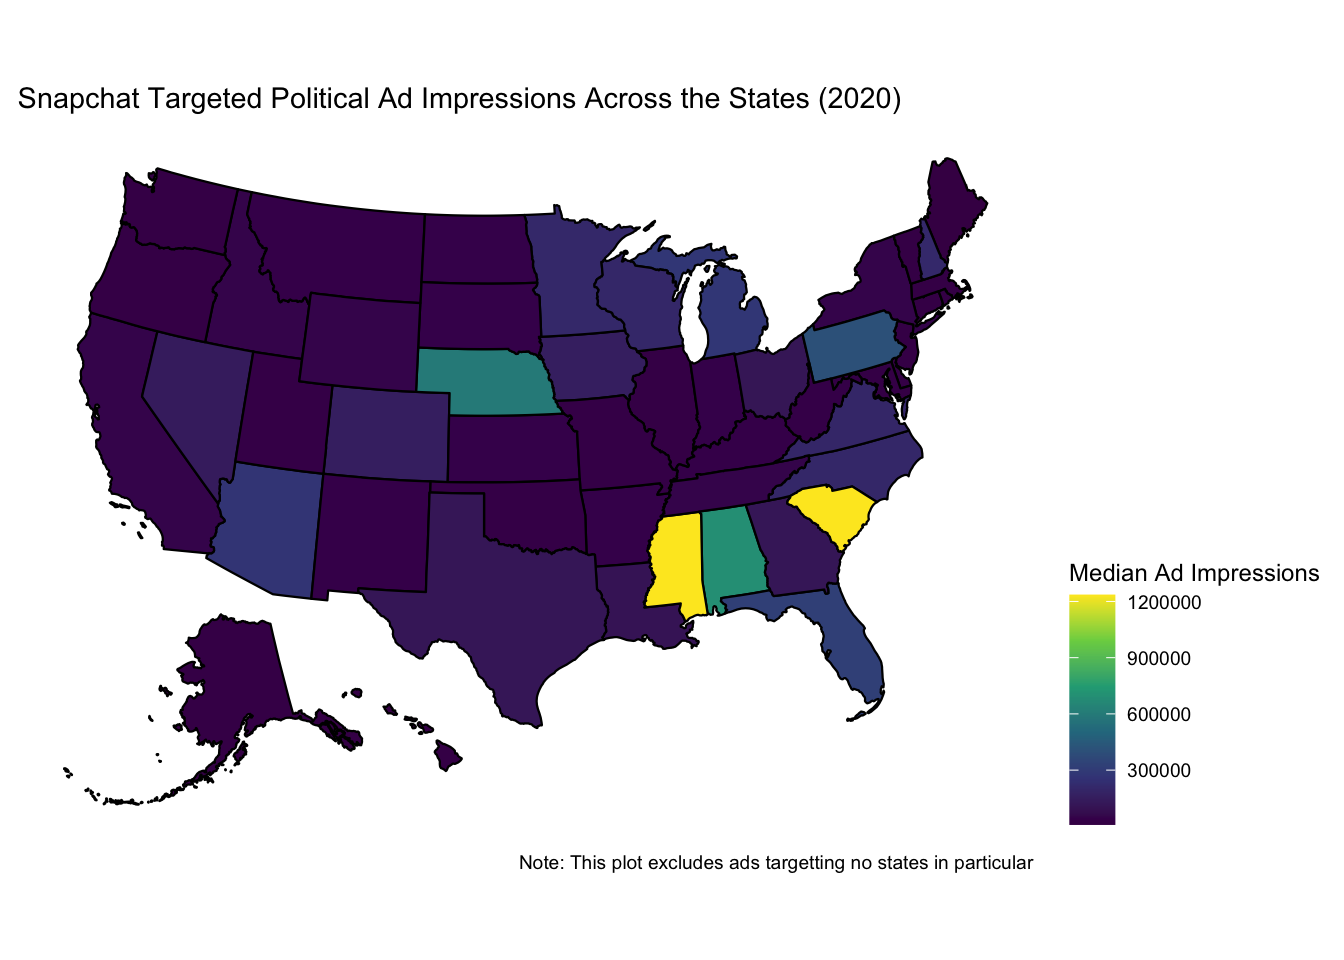 Snapchat Targeted Political Ad Impressions Across the States (2020)
Median Ad Impressions
1200000
900000
600000
300000
Note: This plot excludes ads targetting no states in particular